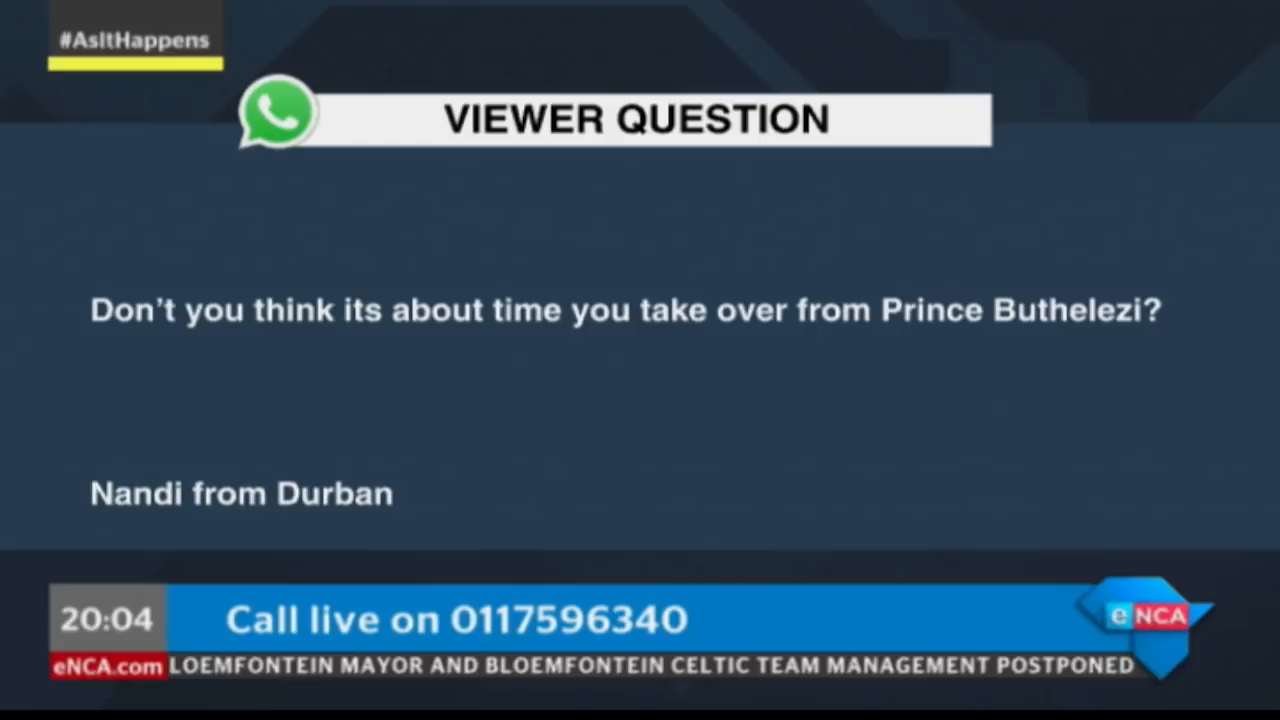 #AsItHappens
VIEWER QUESTION
Don't you think its about time you take over from Prince Buthelezi?
Nandi from Durban
20:04 Call live on 0117596340
eNCA
eNCA.com LOEMFONTEIN MAYOR AND BLOEMFONTEIN CELTIC TEAM MANAGEMENT POSTPONED